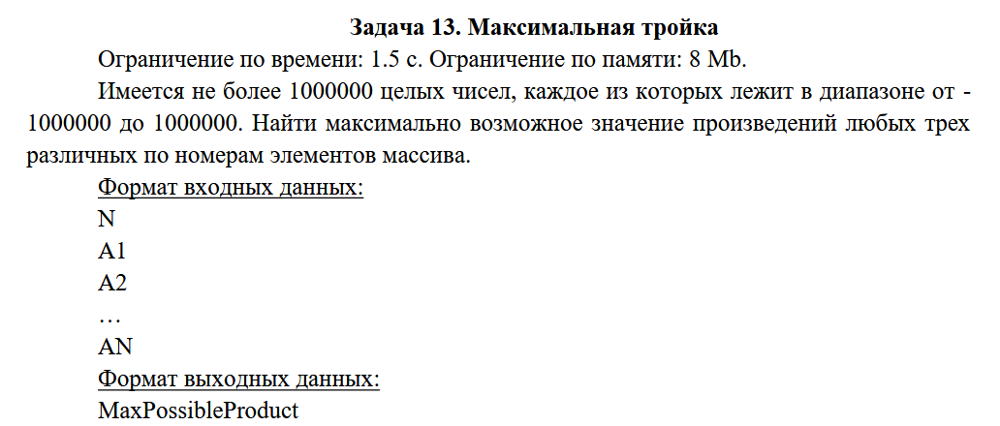 Задача 13. Максимальная тройка
Ограничение по времени: 1.5 с. Ограничение по памяти: 8 Mb.
Имеется не более 1000000 целых чисел, каждое из которых лежит в диапазоне от -
1000000 до 1000000. Найти максимально возможное значение произведений любых трех
различных по номерам элементов массива.
Формат входных данных:
N
A1
A2
…
AN
Формат выходных данных:
MaxPossibleProduct